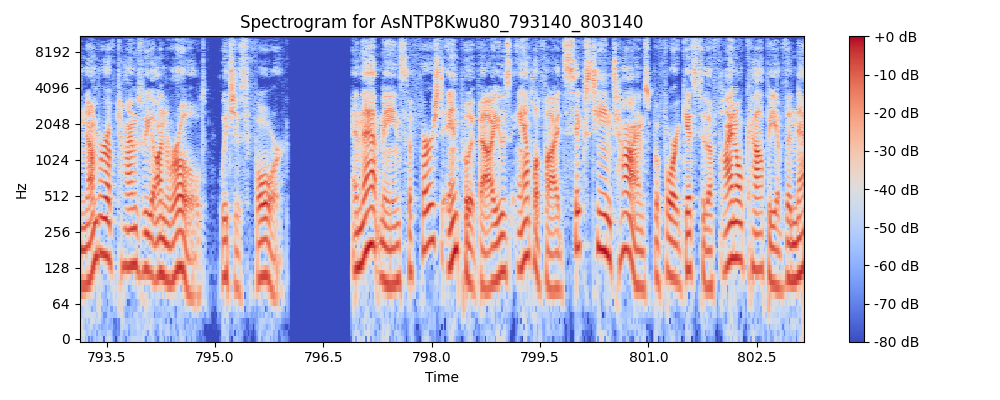 Spectrogram for AsNTP8Kwu80_793140_803140
8192
4096
2048
1024
512
256
128
64
0
Hz
793.5
795.0
796.5
798.0
799.5
801.0
802.5
Time
+0 dB
-10 dB
-20 dB
-30 dB
-40 dB
-50 dB
-60 dB
-70 dB
-80 dB